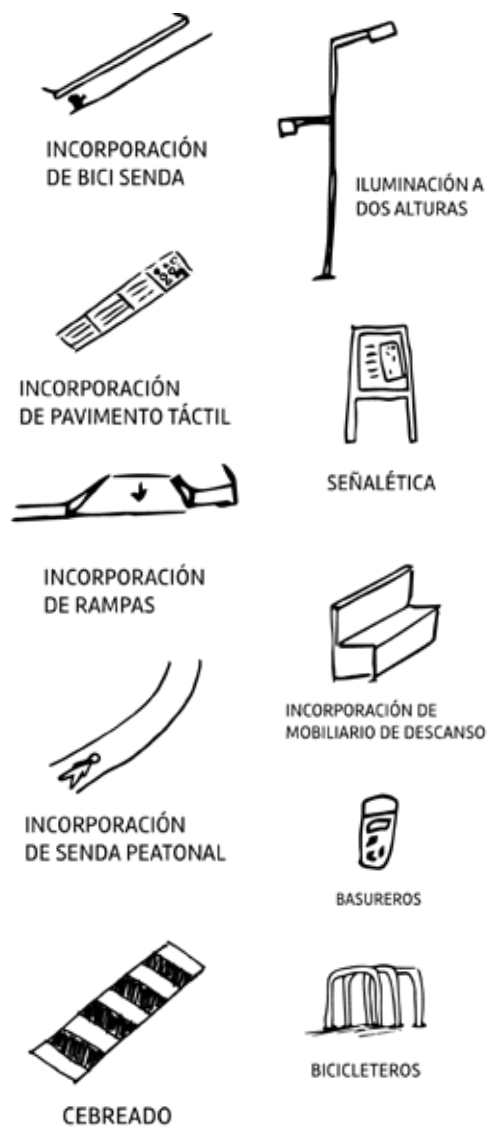 INCORPORACIÓN
DE BICI SENDA
ILUMINACIÓN A
DOS ALTURAS
INCORPORACIÓN
DE PAVIMENTO TÁCTIL
SEÑALÉTICA
INCORPORACIÓN
DE RAMPAS
INCORPORACIÓN DE
MOBILIARIO DE DESCANSO
INCORPORACIÓN
DE SENDA PEATONAL
BASUREROS
CEBREADO
BICICLETEROS